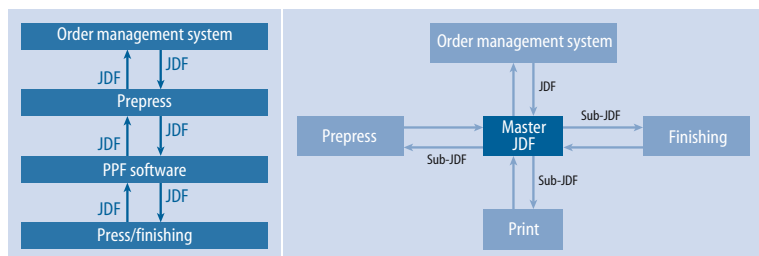 Order management system
JDF
JDF
Prepress
JDF
JDF
PPF software
JDF
JDF
Press/finishing
Order management system
JDF
Prepress
Master
JDF
Sub-JDF
Finishing
Sub-JDF
Sub-JDF
Print